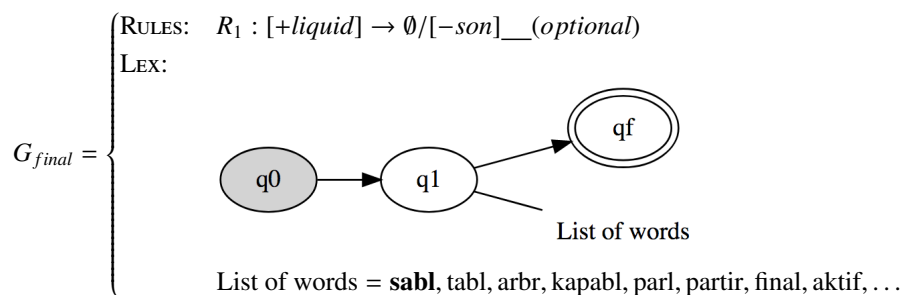 RULES: R1 : [+liquid] → ∅/[−son]__(optional)
LEX:
G_final =
q0 q1 qf
List of words
List of words = sabl, tabl, arbr, kapabl, parl, partir, final, aktif, . . .